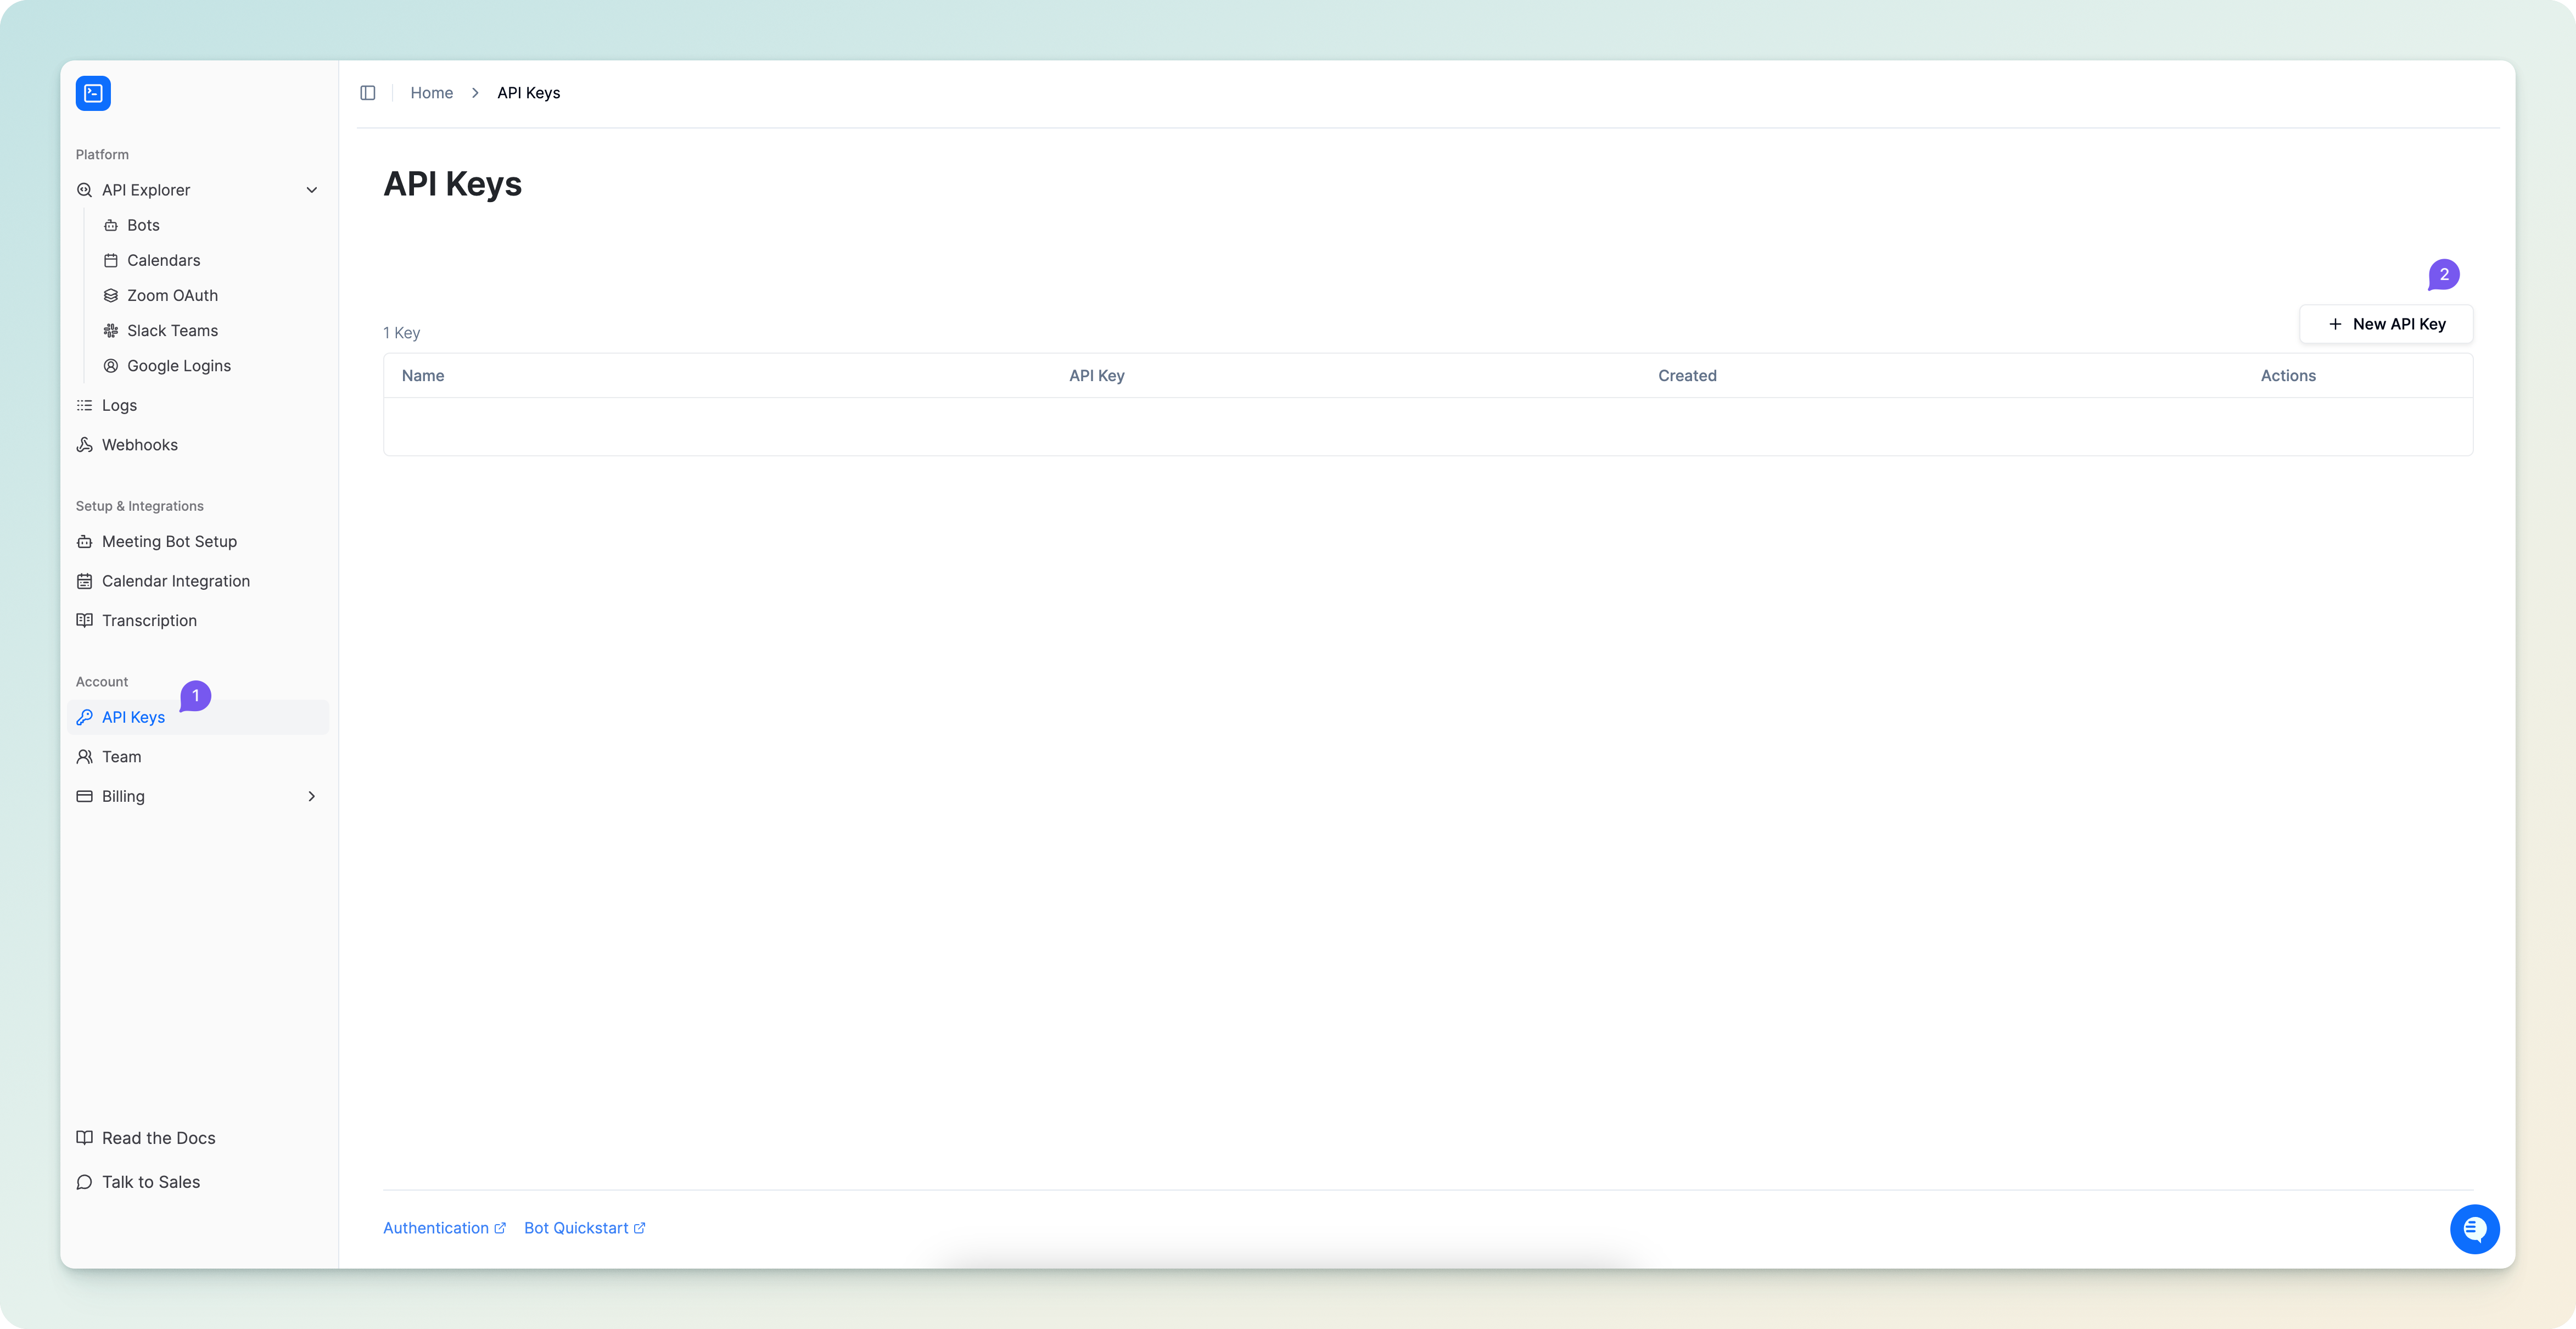 Platform
API Explorer
Bots
Calendars
Zoom OAuth
Slack Teams
Google Logins
Logs
Webhooks
Setup & Integrations
Meeting Bot Setup
Calendar Integration
Transcription
Account
1
API Keys
Team
Billing
Read the Docs
Talk to Sales
Home > API Keys
API Keys
2
1 Key
+ New API Key
Name API Key Created Actions
Authentication Bot Quickstart